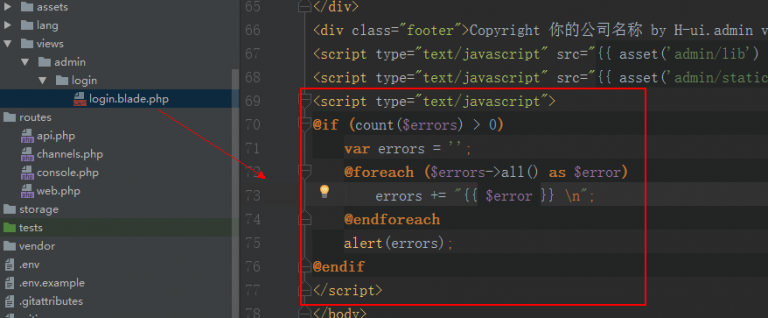 assets
lang
views
admin
login
login.blade.php
routes
api.php
channels.php
console.php
web.php
storage
tests
vendor
.env
.env.example
.gitattributes
65 </div>
66 <div class="footer">Copyright 你的公司名称 by H-ui.admin v
67 <script type="text/javascript" src="{{ asset('admin/lib')
68 <script type="text/javascript" src="{{ asset('admin/static
69 <script type="text/javascript">
70 @if (count($errors) > 0)
71 var errors = '';
72 @foreach ($errors->all() as $error)
73 errors += "{{ $error }} \n";
74 @endforeach
75 alert(errors);
76 @endif
77 </script>
78 </body>